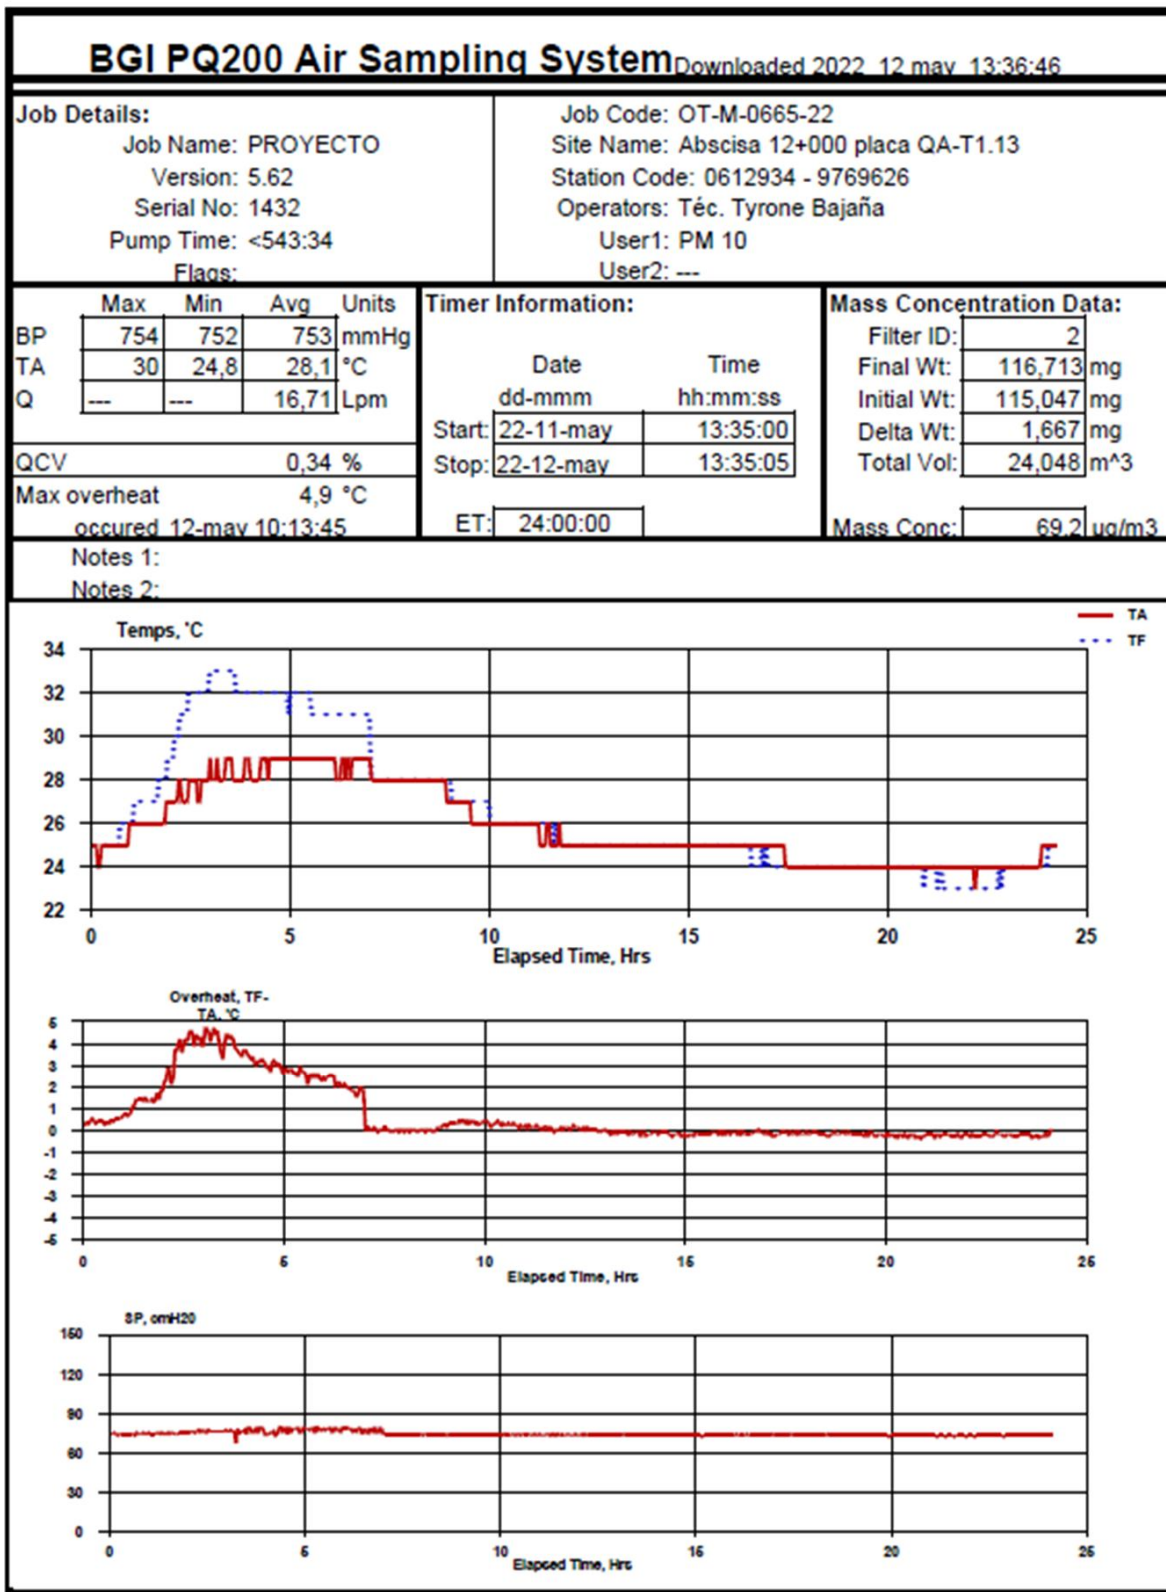 BGI PQ200 Air Sampling System Downloaded 2022 12 may 13:36:46
Job Details:
Job Name: PROYECTO
Version: 5.62
Serial No: 1432
Pump Time: <543:34
Flags:
Job Code: OT-M-0665-22
Site Name: Abscisa 12+000 placa QA-T1.13
Station Code: 0612934 - 9769626
Operators: Téc. Tyrone Bajaña
User1: PM 10
User2: ---
Max Min Avg Units
BP 754 752 753 mmHg
TA 30 24,8 28,1 °C
Q --- --- 16,71 Lpm
QCV 0,34 %
Max overheat 4,9 °C
occured 12-may 10:13:45
Timer Information:
Date Time
dd-mmm hh:mm:ss
Start: 22-11-may 13:35:00
Stop: 22-12-may 13:35:05
ET: 24:00:00
Mass Concentration Data:
Filter ID: 2
Final Wt: 116,713 mg
Initial Wt: 115,047 mg
Delta Wt: 1,667 mg
Total Vol: 24,048 m^3
Mass Conc: 69.2 ug/m3
Notes 1:
Notes 2:
Temps, °C
TA
TF
34
32
30
28
26
24
22
0 5 10 15 20 25
Elapsed Time, Hrs
Overheat, TF-
TA, °C
5
4
3
2
1
0
-1
-2
-3
-4
-5
0 5 10 15 20 25
Elapsed Time, Hrs
SP, cmH20
150
120
90
60
30
0
0 5 10 15 20 25
Elapsed Time, Hrs